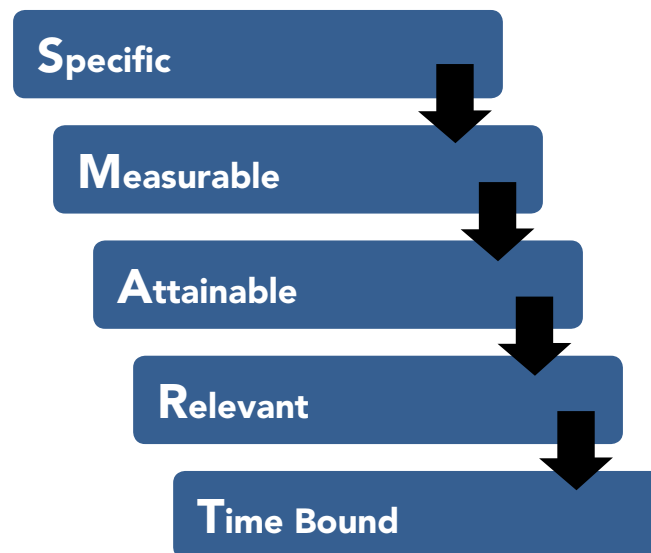 Specific
Measurable
Attainable
Relevant
Time Bound